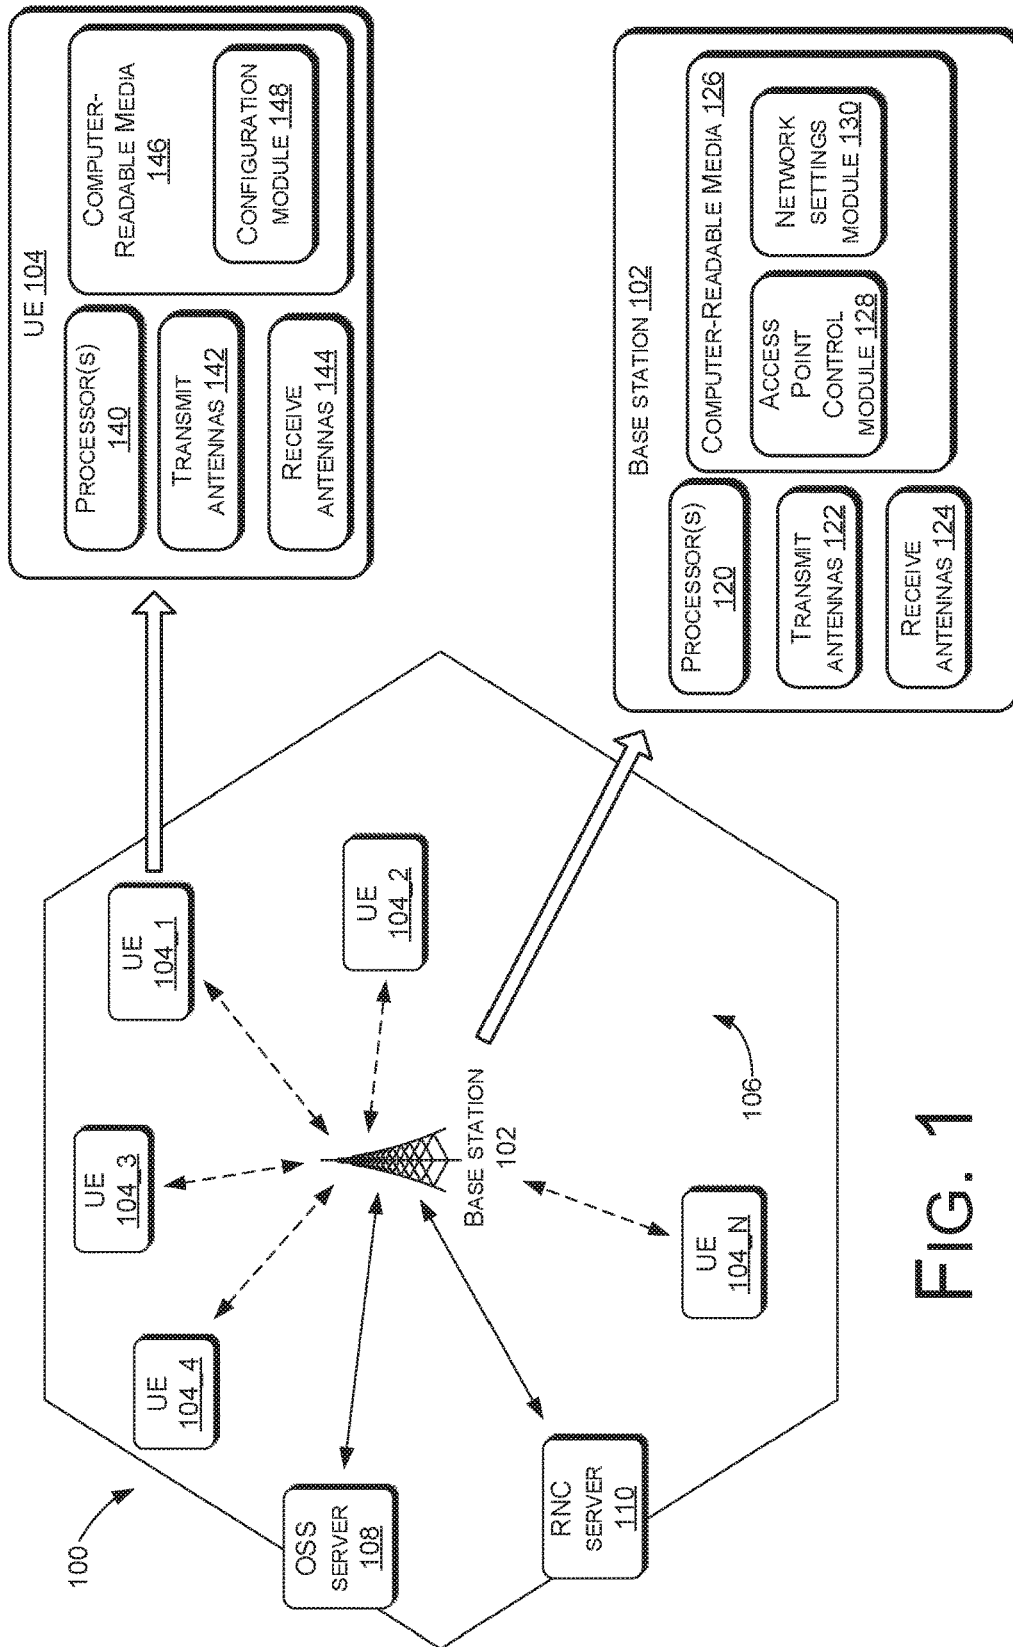 100
OSS
SERVER
108
RNC
SERVER
110
UE
104_4
UE
104_3
UE
104_1
UE
104_2
UE
104_N
BASE STATION
102
106
UE 104
PROCESSOR(S)
140
TRANSMIT
ANTENNAS 142
RECEIVE
ANTENNAS 144
COMPUTER-
READABLE MEDIA
146
CONFIGURATION
MODULE 148
BASE STATION 102
PROCESSOR(S)
120
TRANSMIT
ANTENNAS 122
RECEIVE
ANTENNAS 124
COMPUTER-READABLE MEDIA 126
ACCESS
POINT
CONTROL
MODULE 128
NETWORK
SETTINGS
MODULE 130
FIG. 1